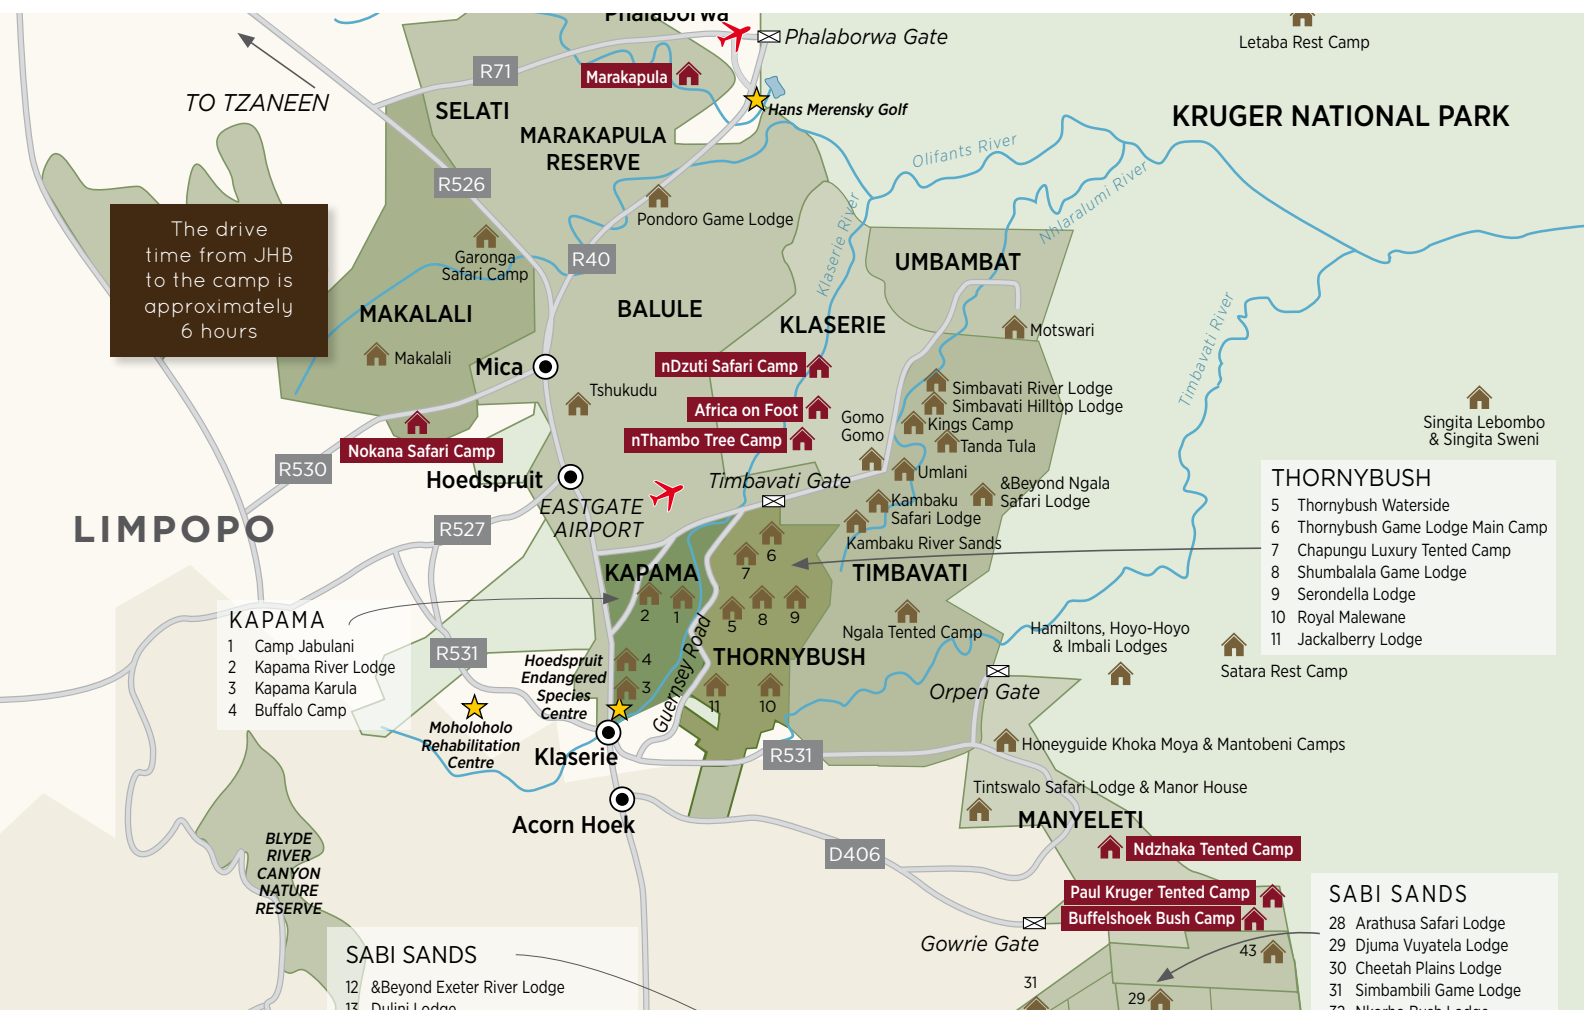 Phalaborwa
Phalaborwa Gate
Letaba Rest Camp
R71
Marakapula
TO TZANEEN
SELATI
Hans Merensky Golf
KRUGER NATIONAL PARK
MARAKAPULA
RESERVE
Olifants River
R526
Nhlaralumi River
Pondoro Game Lodge
Klaserie River
The drive
time from JHB
to the camp is
approximately
6 hours
Garonga
Safari Camp
R40
UMBAMBAT
MAKALALI
BALULE
KLASERIE
Motswari
Timbavati River
Makalali
Mica
nDzuti Safari Camp
Tshukudu
Simbavati River Lodge
Simbavati Hilltop Lodge
Africa on Foot
Gomo
Gomo
Kings Camp
nThambo Tree Camp
Tanda Tula
Singita Lebombo
& Singita Sweni
Nokana Safari Camp
R530
Hoedspruit
Timbavati Gate
Umlani
&Beyond Ngala
Safari Lodge
EASTGATE
AIRPORT
Kambaku
Safari Lodge
Kambaku River Sands
LIMPOPO
R527
THORNYBUSH
5 Thornybush Waterside
6 Thornybush Game Lodge Main Camp
7 Chapungu Luxury Tented Camp
8 Shumbalala Game Lodge
9 Serondella Lodge
10 Royal Malewane
11 Jackalberry Lodge
6
7
KAPAMA
TIMBAVATI
2
1
5
8
9
KAPAMA
1 Camp Jabulani
2 Kapama River Lodge
3 Kapama Karula
4 Buffalo Camp
Ngala Tented Camp
Hamiltons, Hoyo-Hoyo
& Imbali Lodges
Satara Rest Camp
R531
Hoedspruit
Endangered
Species
Centre
4
3
Guernsey Road
THORNYBUSH
11
10
Orpen Gate
Moholoholo
Rehabilitation
Centre
Klaserie
R531
Honeyguide Khoka Moya & Mantobeni Camps
Tintswalo Safari Lodge & Manor House
Acorn Hoek
MANYELETI
D406
Ndzhaka Tented Camp
BLYDE
RIVER
CANYON
NATURE
RESERVE
Paul Kruger Tented Camp
Buffelshoek Bush Camp
Gowrie Gate
43
31
29
SABI SANDS
28 Arathusa Safari Lodge
29 Djuma Vuyatela Lodge
30 Cheetah Plains Lodge
31 Simbambili Game Lodge
32 Nkorho Bush Lodge
SABI SANDS
12 &Beyond Exeter River Lodge
13 Dulini Lodge